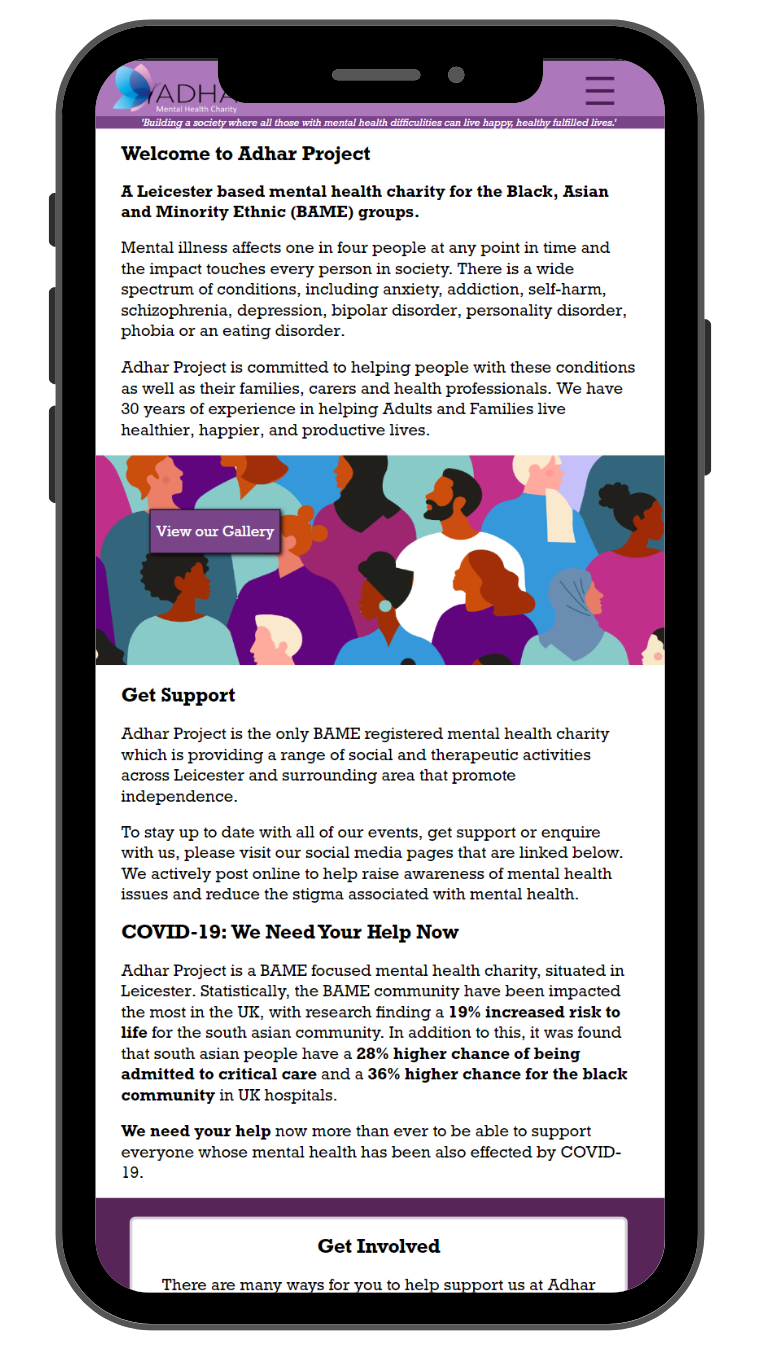 ADHA
Mental Health Charity
'Building a society where all those with mental health difficulities can live happy, healthy fulfilled lives.'
Welcome to Adhar Project
A Leicester based mental health charity for the Black, Asian
and Minority Ethnic (BAME) groups.
Mental illness affects one in four people at any point in time and
the impact touches every person in society. There is a wide
spectrum of conditions, including anxiety, addiction, self-harm,
schizophrenia, depression, bipolar disorder, personality disorder,
phobia or an eating disorder.
Adhar Project is committed to helping people with these conditions
as well as their families, carers and health professionals. We have
30 years of experience in helping Adults and Families live
healthier, happier, and productive lives.
View our Gallery
Get Support
Adhar Project is the only BAME registered mental health charity
which is providing a range of social and therapeutic activities
across Leicester and surrounding area that promote
independence.
To stay up to date with all of our events, get support or enquire
with us, please visit our social media pages that are linked below.
We actively post online to help raise awareness of mental health
issues and reduce the stigma associated with mental health.
COVID-19: We Need Your Help Now
Adhar Project is a BAME focused mental health charity, situated in
Leicester. Statistically, the BAME community have been impacted
the most in the UK, with research finding a 19% increased risk to
life for the south asian community. In addition to this, it was found
that south asian people have a 28% higher chance of being
admitted to critical care and a 36% higher chance for the black
community in UK hospitals.
We need your help now more than ever to be able to support
everyone whose mental health has been also effected by COVID-
19.
Get Involved
There are many ways for you to help support us at Adhar